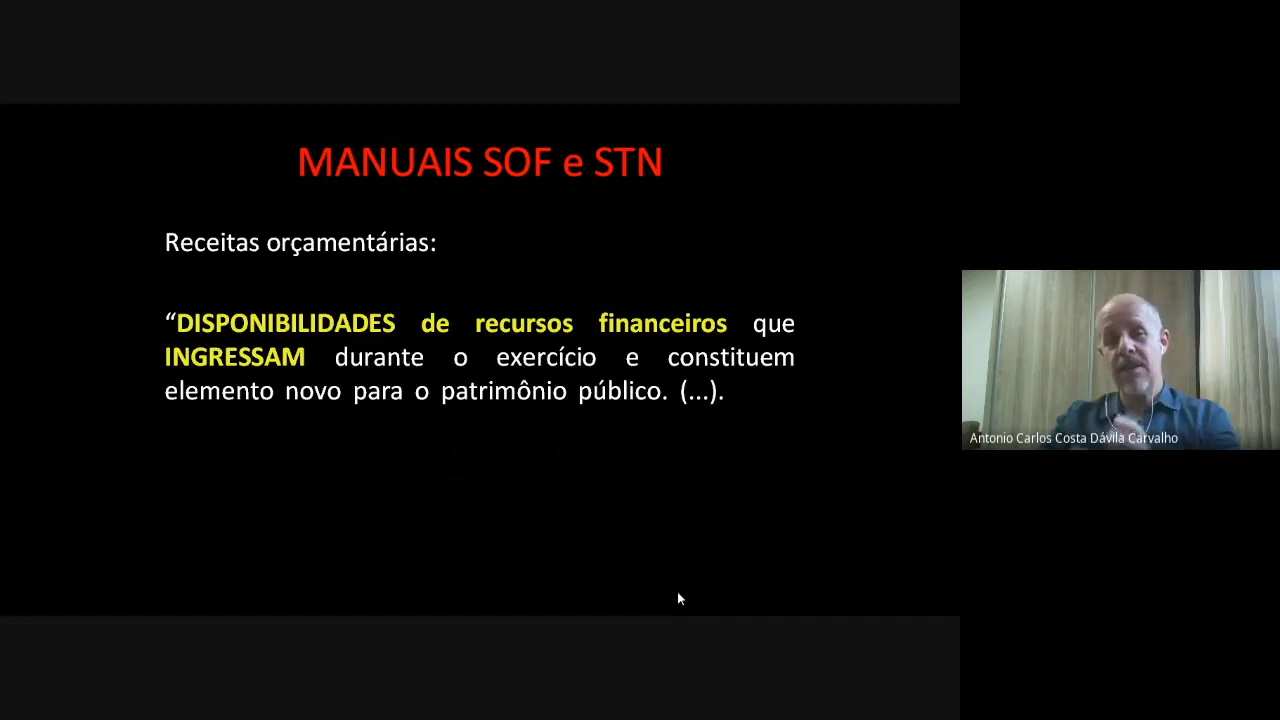 MANUAIS SOF e STN
Receitas orçamentárias:
“DISPONIBILIDADES de recursos financeiros que
INGRESSAM durante o exercício e constituem
elemento novo para o patrimônio público. (...).
Antonio Carlos Costa Dávila Carvalho